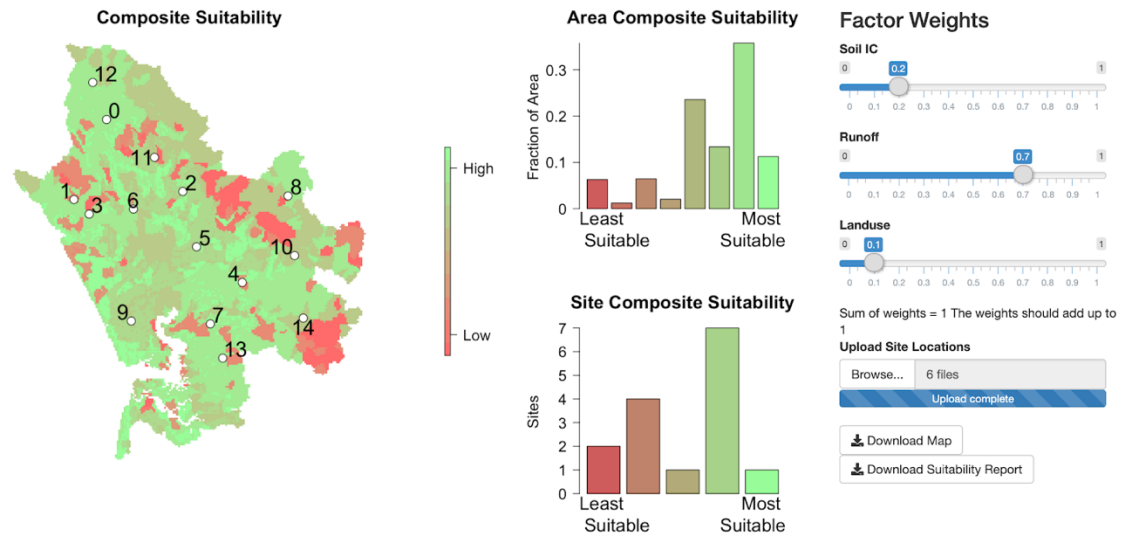 Composite Suitability
12
0
11
1
2
8
3
6
5
10
4
9
7
14
13
High
Low
Area Composite Suitability
Fraction of Area
0.3
0.2
0.1
0
Least
Suitable
Most
Suitable
Site Composite Suitability
Sites
7
6
5
4
3
2
1
0
Least
Suitable
Most
Suitable
Factor Weights
Soil IC
0 0.2 1
0 0.1 0.2 0.3 0.4 0.5 0.6 0.7 0.8 0.9 1
Runoff
0 0.7 1
0 0.1 0.2 0.3 0.4 0.5 0.6 0.7 0.8 0.9 1
Landuse
0 0.1 1
0 0.1 0.2 0.3 0.4 0.5 0.6 0.7 0.8 0.9 1
Sum of weights = 1 The weights should add up to
1
Upload Site Locations
Browse... 6 files
Upload complete
Download Map
Download Suitability Report